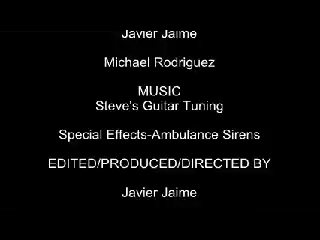 Javier Jaime
Michael Rodriguez
MUSIC
Steve's Guitar Tuning
Special Effects-Ambulance Sirens
EDITED/PRODUCED/DIRECTED BY
Javier Jaime